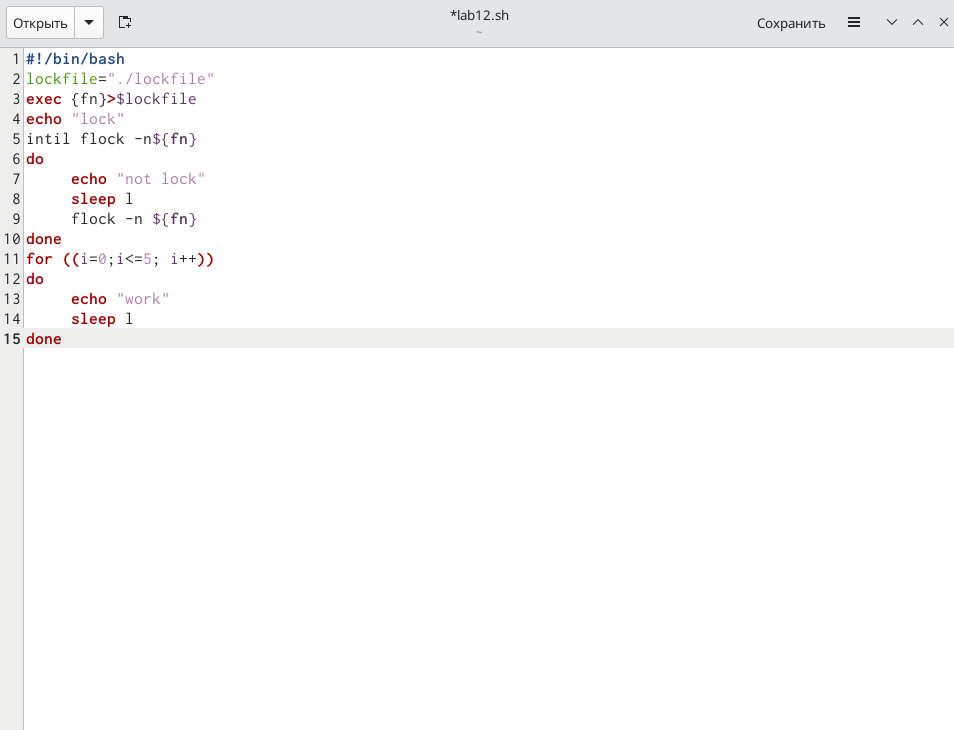 Открыть
*lab12.sh
~
Сохранить
1 #!/bin/bash
2 lockfile="./lockfile"
3 exec {fn}>$lockfile
4 echo "lock"
5 intil flock -n${fn}
6 do
7 echo "not lock"
8 sleep l
9 flock -n ${fn}
10 done
11 for ((i=0;i<=5; i++))
12 do
13 echo "work"
14 sleep l
15 done